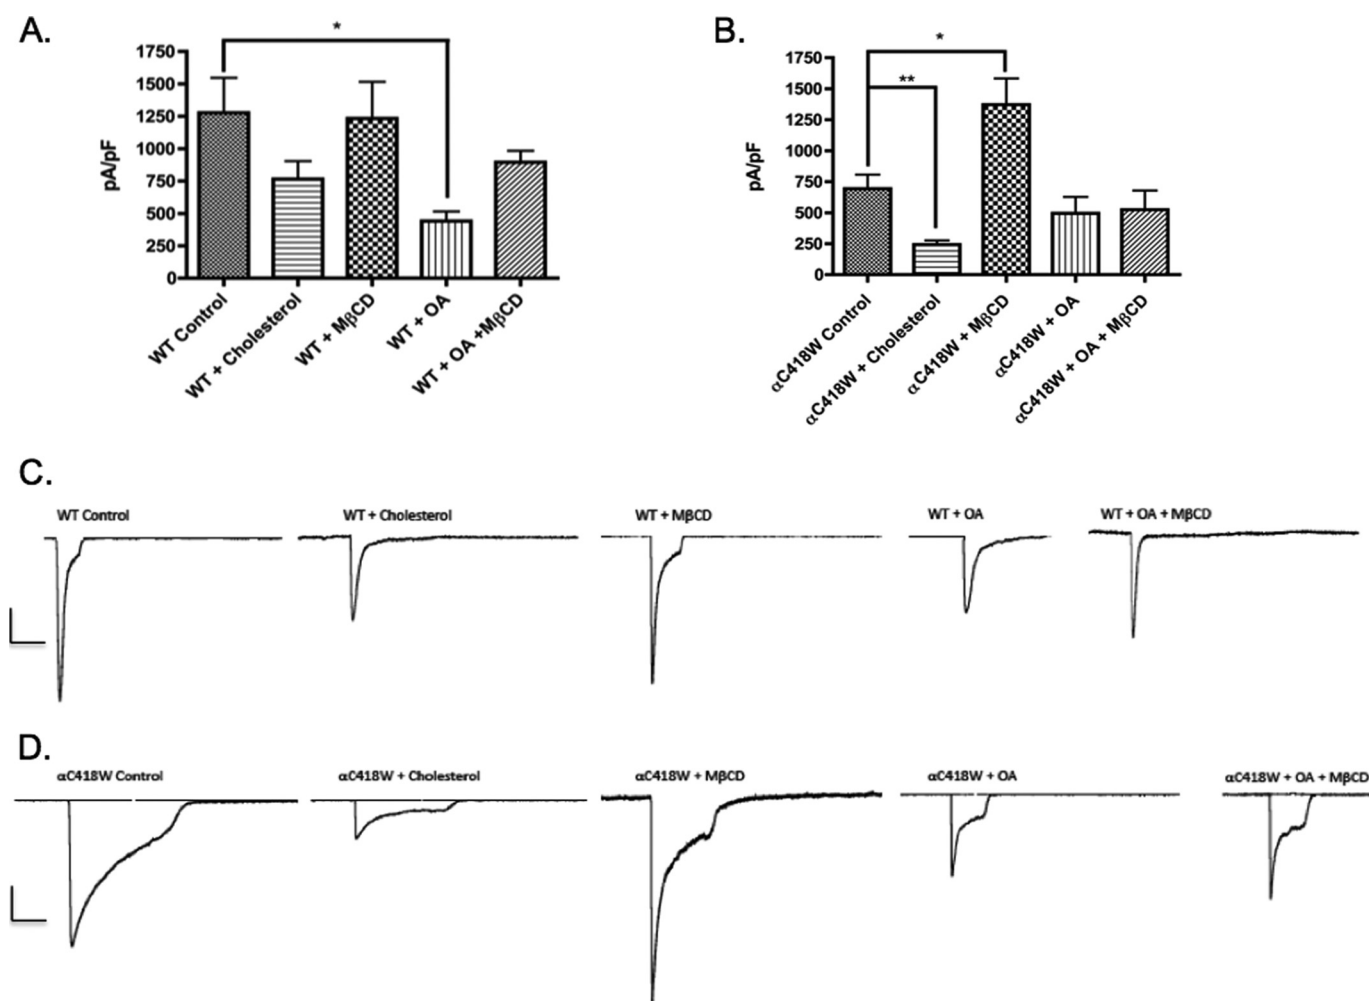 A.
*
1750
1500
1250
1000
750
500
250
0
pA/pF
WT Control
WT + Cholesterol
WT + MβCD
WT + OA
WT + OA +MβCD
B.
*
**
1750
1500
1250
1000
750
500
250
0
pA/pF
αC418W Control
αC418W + Cholesterol
αC418W + MβCD
αC418W + OA
αC418W + OA + MβCD
C.
WT Control
WT + Cholesterol
WT + MβCD
WT + OA
WT + OA + MβCD
D.
αC418W Control
αC418W + Cholesterol
αC418W + MβCD
αC418W + OA
αC418W + OA + MβCD